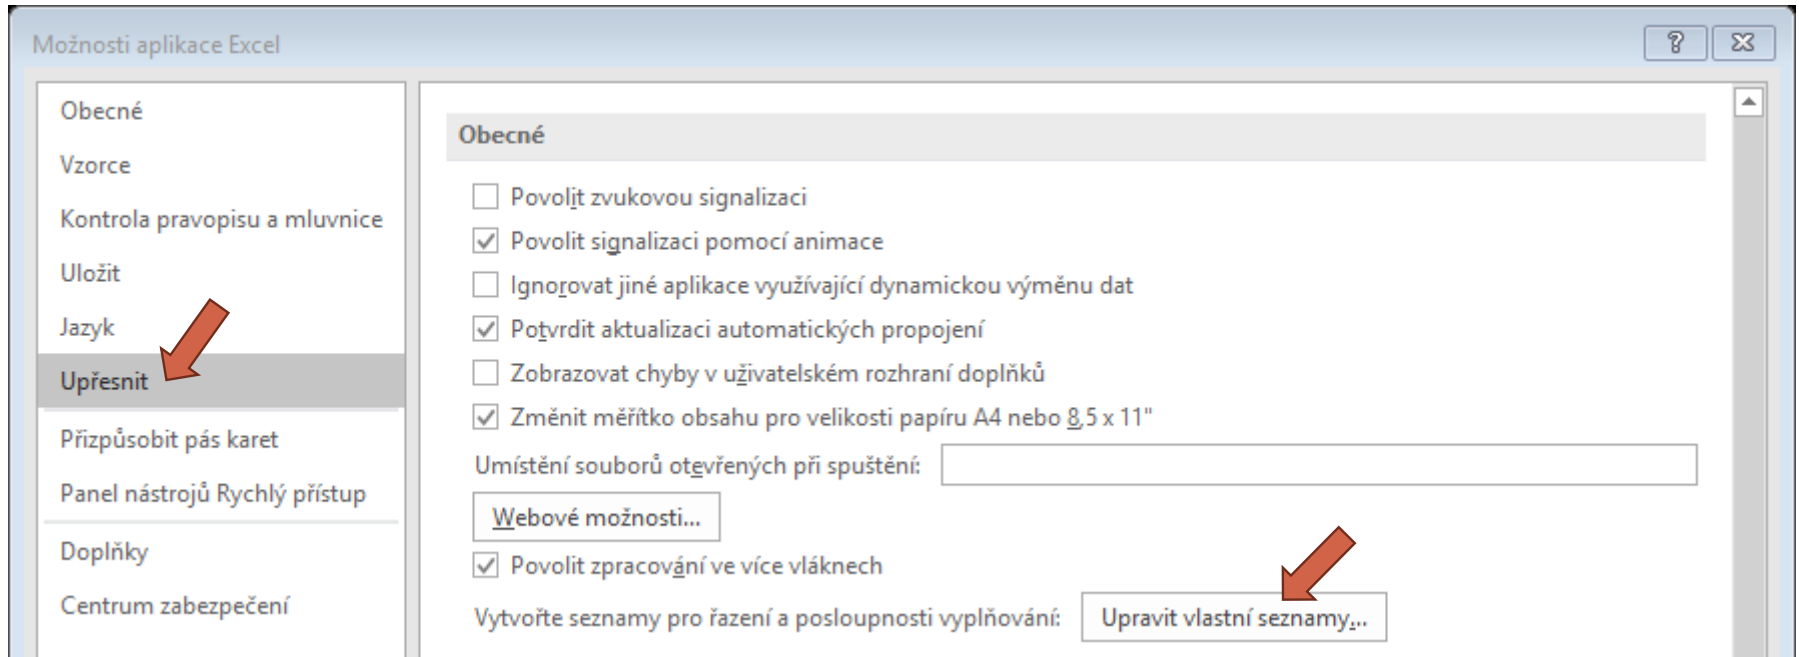 Možnosti aplikace Excel
Obecné
Vzorce
Kontrola pravopisu a mluvnice
Uložit
Jazyk
Upřesnit
Přizpůsobit pás karet
Panel nástrojů Rychlý přístup
Doplňky
Centrum zabezpečení
Obecné
Povolit zvukovou signalizaci
Povolit signalizaci pomocí animace
Ignorovat jiné aplikace využívající dynamickou výměnu dat
Potvrdit aktualizaci automatických propojení
Zobrazovat chyby v uživatelském rozhraní doplňků
Změnit měřítko obsahu pro velikosti papíru A4 nebo 8,5 x 11"
Umístění souborů otevřených při spuštění:
Webové možnosti...
Povolit zpracování ve více vláknech
Vytvořte seznamy pro řazení a posloupnosti vyplňování: Upravit vlastní seznamy...